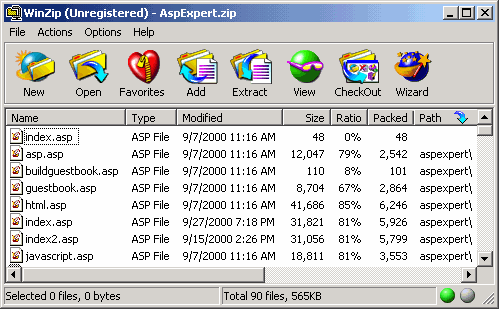 WinZip (Unregistered) - AspExpert.zip
File Actions Options Help
New Open Favorites Add Extract View CheckOut Wizard
Name Type Modified Size Ratio Packed Path
index.asp ASP File 9/7/2000 11:16 AM 48 0% 48
asp.asp ASP File 9/7/2000 11:16 AM 12,047 79% 2,542 aspexpert\
buildguestbook.asp ASP File 9/7/2000 11:16 AM 110 8% 101 aspexpert\
guestbook.asp ASP File 9/7/2000 11:16 AM 8,704 67% 2,864 aspexpert\
html.asp ASP File 9/7/2000 11:16 AM 41,686 85% 6,246 aspexpert\
index.asp ASP File 9/27/2000 7:18 PM 31,821 81% 5,926 aspexpert\
index2.asp ASP File 9/15/2000 2:26 PM 31,056 81% 5,799 aspexpert\
javascript.asp ASP File 9/7/2000 11:16 AM 18,811 81% 3,553 aspexpert\
Selected 0 files, 0 bytes Total 90 files, 565KB